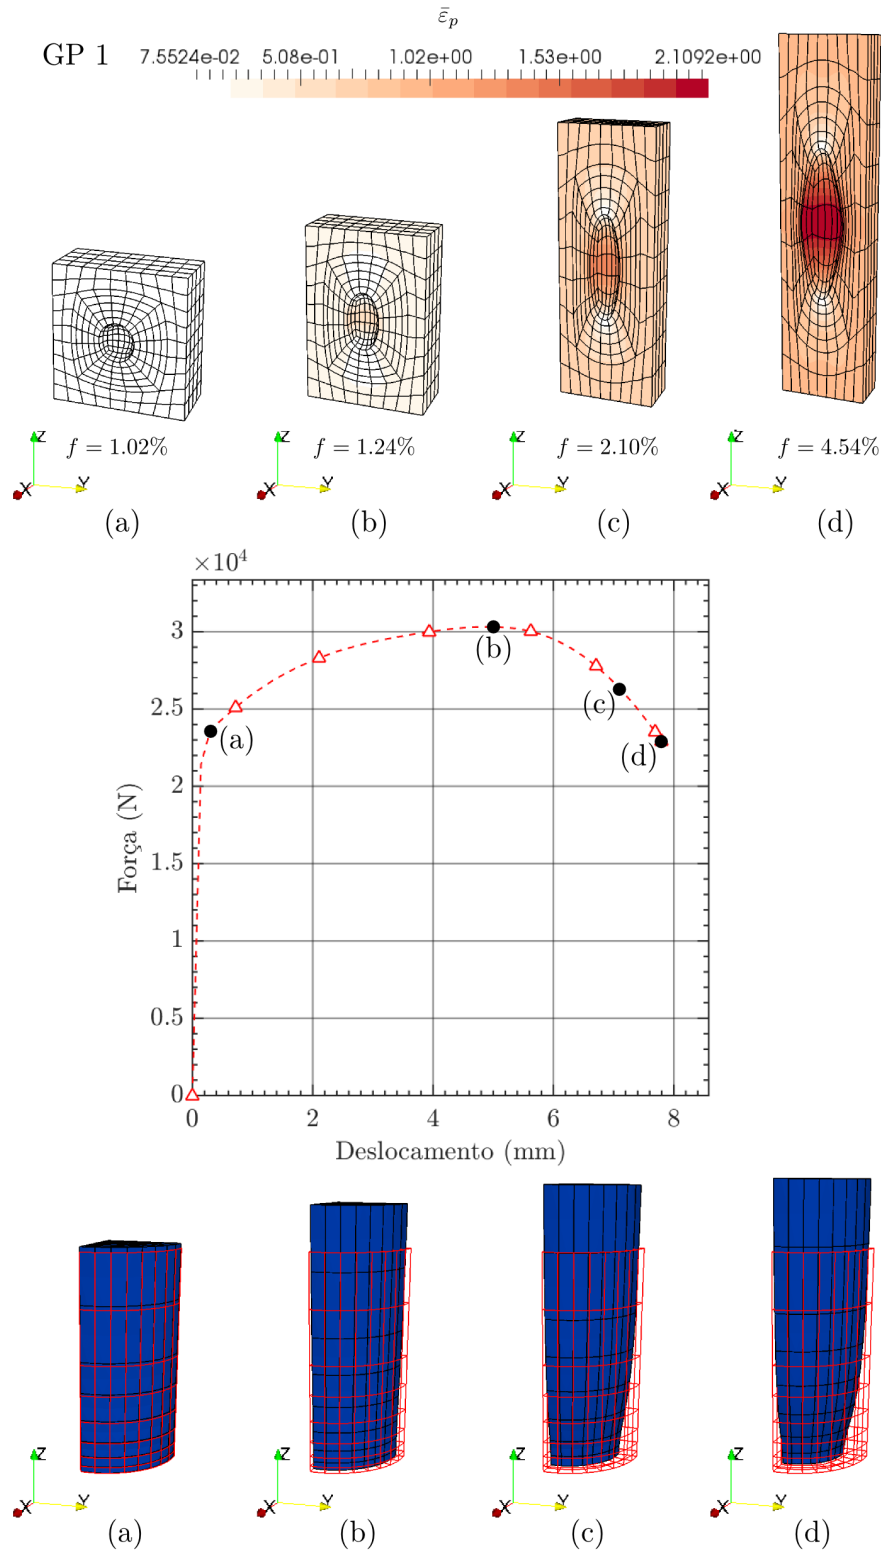 ε̄ₚ
GP 1
7.5524e-02 5.08e-01 1.02e+00 1.53e+00 2.1092e+00
Z Z Z Z
f = 1.02% f = 1.24% f = 2.10% f = 4.54%
X Y X Y X Y X Y
(a) (b) (c) (d)
×10⁴
3
(b)
(c)
2.5
(a)
(d)
2
Força (N)
1.5
1
0.5
0
0 2 4 6 8
Deslocamento (mm)
Z Z Z Z
X Y X Y X Y X Y
(a) (b) (c) (d)